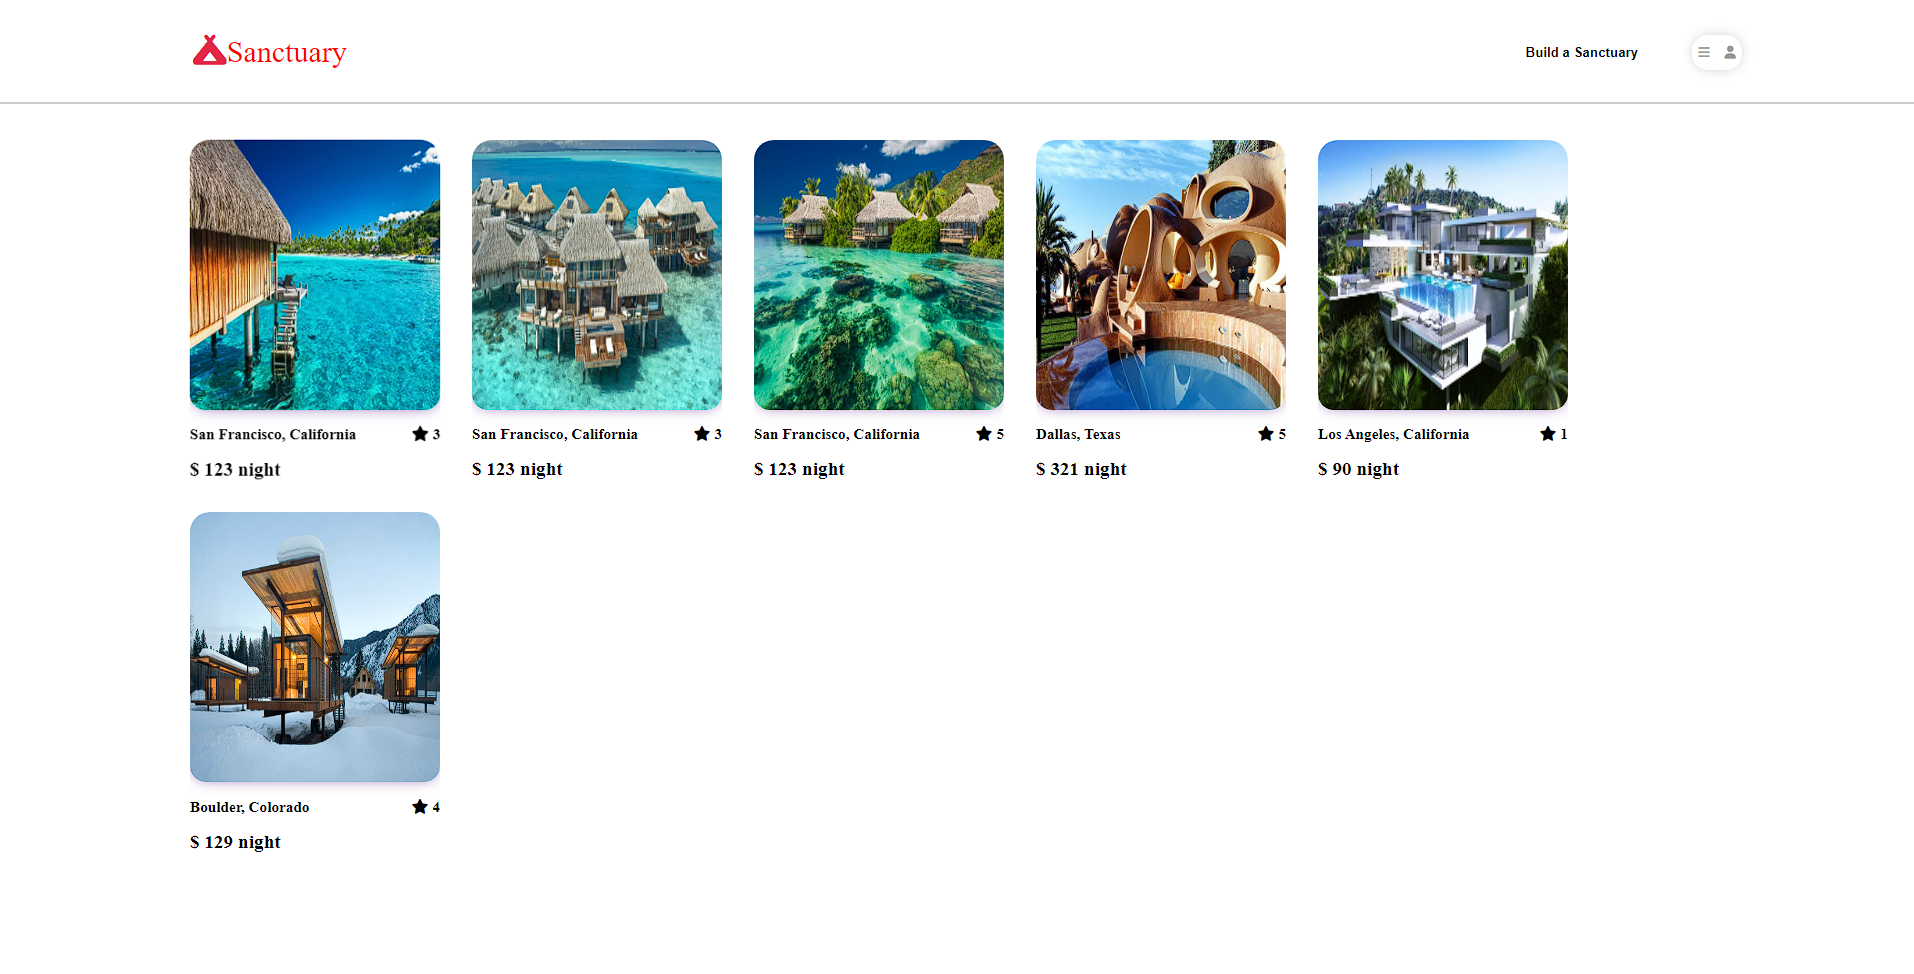 Sanctuary
Build a Sanctuary
San Francisco, California 3
$ 123 night
San Francisco, California 3
$ 123 night
San Francisco, California 5
$ 123 night
Dallas, Texas 5
$ 321 night
Los Angeles, California 1
$ 90 night
Boulder, Colorado 4
$ 129 night